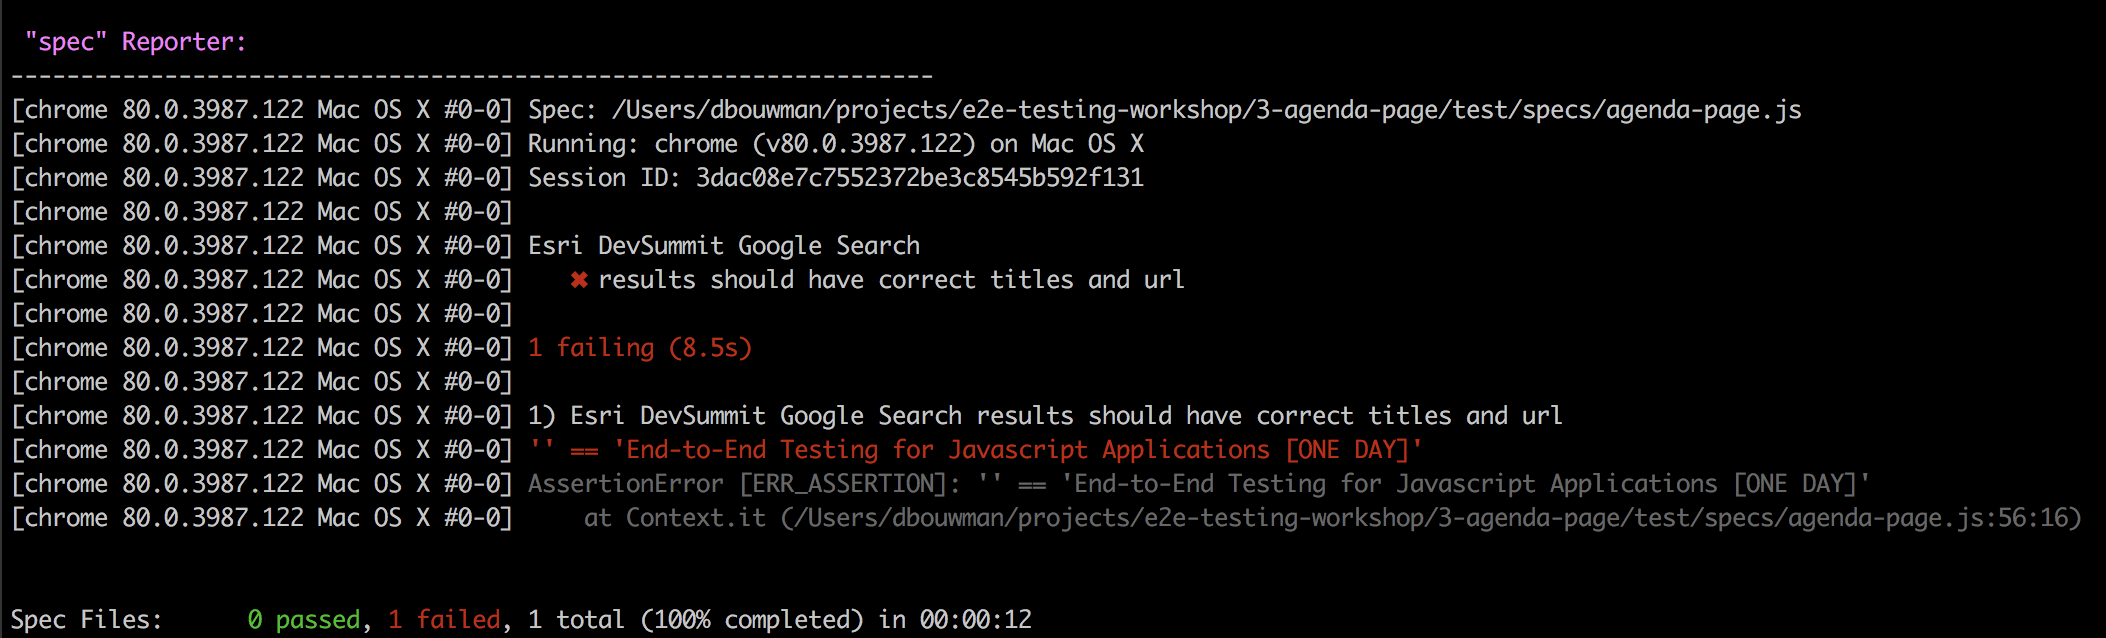 "spec" Reporter:
------------------------------------------------------------------
[chrome 80.0.3987.122 Mac OS X #0-0] Spec: /Users/dbouwman/projects/e2e-testing-workshop/3-agenda-page/test/specs/agenda-page.js
[chrome 80.0.3987.122 Mac OS X #0-0] Running: chrome (v80.0.3987.122) on Mac OS X
[chrome 80.0.3987.122 Mac OS X #0-0] Session ID: 3dac08e7c7552372be3c8545b592f131
[chrome 80.0.3987.122 Mac OS X #0-0]
[chrome 80.0.3987.122 Mac OS X #0-0] Esri DevSummit Google Search
[chrome 80.0.3987.122 Mac OS X #0-0]    ✖ results should have correct titles and url
[chrome 80.0.3987.122 Mac OS X #0-0]
[chrome 80.0.3987.122 Mac OS X #0-0] 1 failing (8.5s)
[chrome 80.0.3987.122 Mac OS X #0-0]
[chrome 80.0.3987.122 Mac OS X #0-0] 1) Esri DevSummit Google Search results should have correct titles and url
[chrome 80.0.3987.122 Mac OS X #0-0] '' == 'End-to-End Testing for Javascript Applications [ONE DAY]'
[chrome 80.0.3987.122 Mac OS X #0-0] AssertionError [ERR_ASSERTION]: '' == 'End-to-End Testing for Javascript Applications [ONE DAY]'
[chrome 80.0.3987.122 Mac OS X #0-0]     at Context.it (/Users/dbouwman/projects/e2e-testing-workshop/3-agenda-page/test/specs/agenda-page.js:56:16)
Spec Files:      0 passed, 1 failed, 1 total (100% completed) in 00:00:12